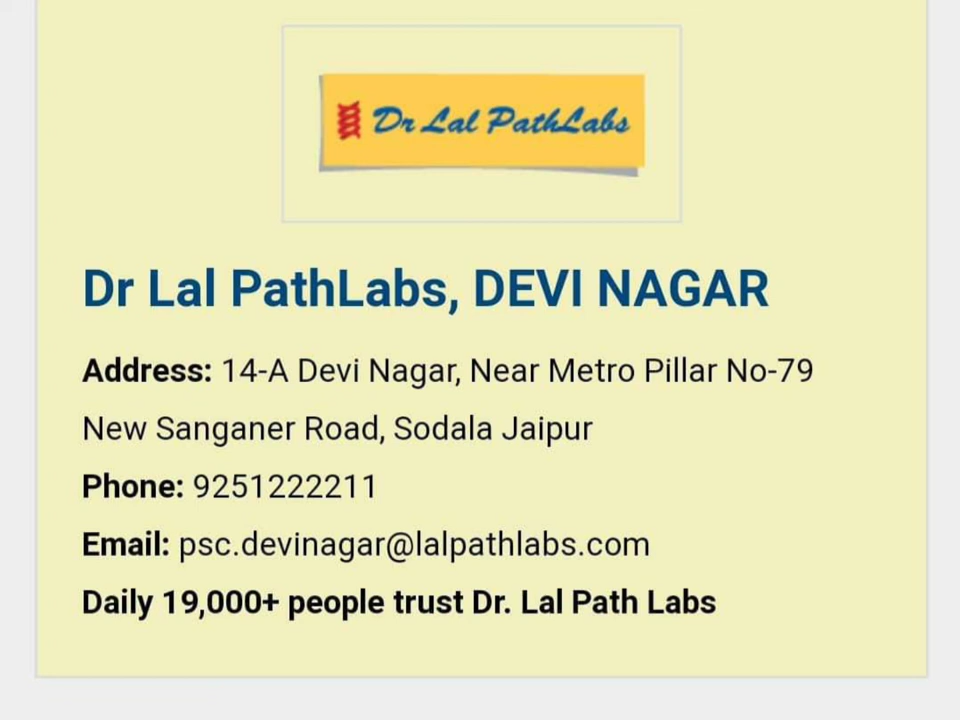 Dr Lal PathLabs
Dr Lal PathLabs, DEVI NAGAR
Address: 14-A Devi Nagar, Near Metro Pillar No-79
New Sanganer Road, Sodala Jaipur
Phone: 9251222211
Email: psc.devinagar@lalpathlabs.com
Daily 19,000+ people trust Dr. Lal Path Labs